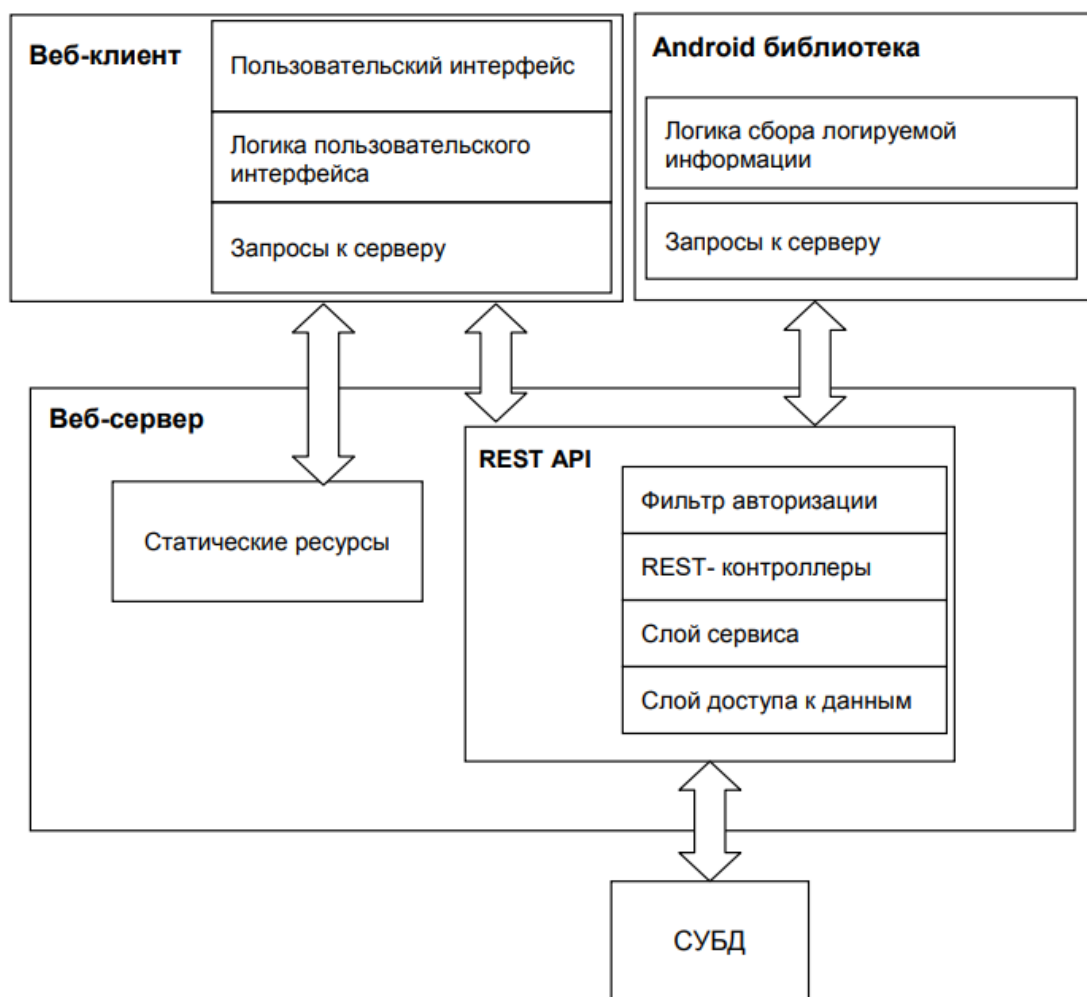 Веб-клиент
Пользовательский интерфейс
Логика пользовательского
интерфейса
Запросы к серверу
Android библиотека
Логика сбора логируемой
информации
Запросы к серверу
Веб-сервер
Статические ресурсы
REST API
Фильтр авторизации
REST- контроллеры
Слой сервиса
Слой доступа к данным
СУБД